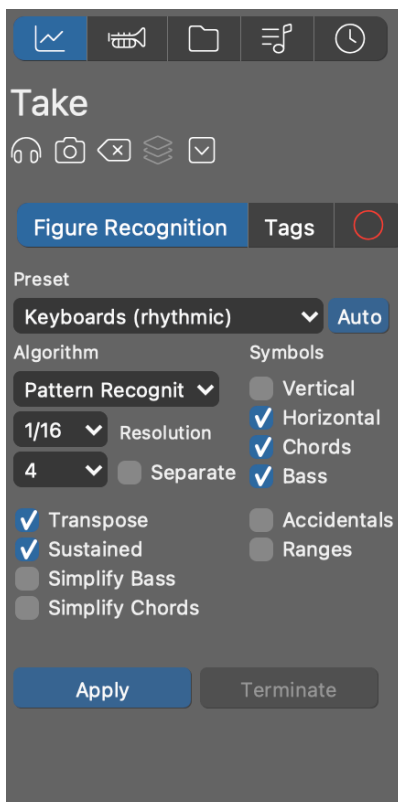 Take
Figure Recognition Tags
Preset
Keyboards (rhythmic) Auto
Algorithm Symbols
Pattern Recognit Vertical
1/16 Resolution Horizontal
Chords
4 Separate Bass
Transpose Accidentals
Sustained Ranges
Simplify Bass
Simplify Chords
Apply Terminate